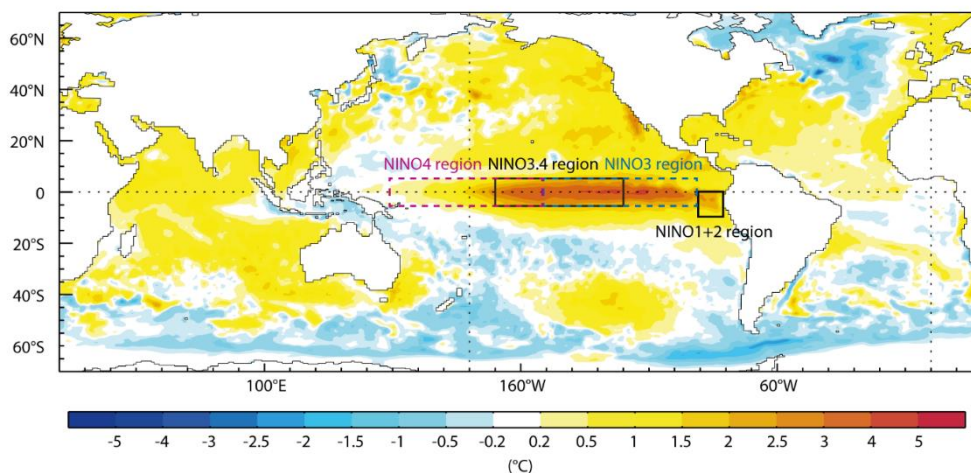 60°N
40°N
20°N
NINO4 región NINO3.4 region NINO3 region
0
NINO1+2 region
20°S
40°S
60°S
100°E 160°W 60°W
-5 -3 -2.5 -2 -1.5 -1 -0.5 -0.2 0.2 0.5 1 1.5 2 2.5 3 4 5
(°C)